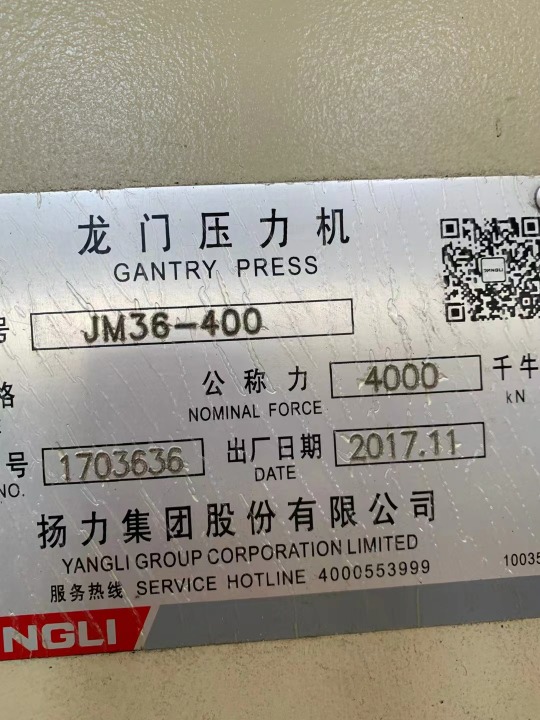 龙门压力机
GANTRY PRESS
号 JM36-400
公称力 4000 千牛
NOMINAL FORCE kN
格
号 1703636 出厂日期 2017.11
NO. DATE
扬力集团股份有限公司
YANGLI GROUP CORPORATION LIMITED
服务热线 SERVICE HOTLINE 4000553999
1003
NGLI